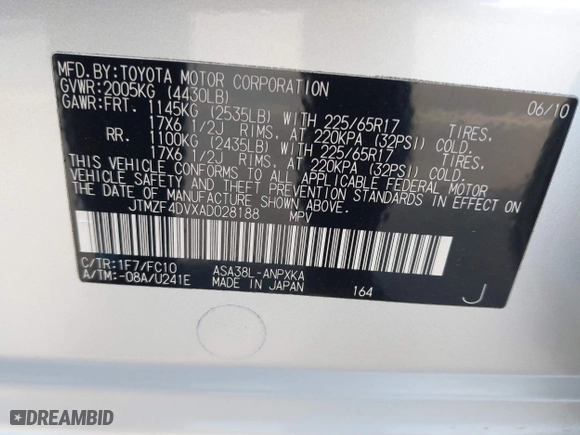 MFD.BY:TOYOTA MOTOR CORPORATION 06/10
GVWR:2005KG (4430LB)
GAWR:FRT. 1145KG (2535LB) WITH 225/65R17 TIRES,
17X6 1/2J RIMS, AT 220KPA (32PSI) COLD.
RR. 1100KG (2435LB) WITH 225/65R17 TIRES,
17X6 1/2J RIMS, AT 220KPA (32PSI) COLD.
THIS VEHICLE CONFORMS TO ALL APPLICABLE FEDERAL MOTOR
VEHICLE SAFETY AND THEFT PREVENTION STANDARDS IN EFFECT ON
THE DATE OF MANUFACTURE SHOWN ABOVE.
JTMZF4DVXAD028188 MPV
C/TR:1F7/FC10 ASA38L-ANPXKA
A/TM:-08A/U241E MADE IN JAPAN 164 J
DREAMBID